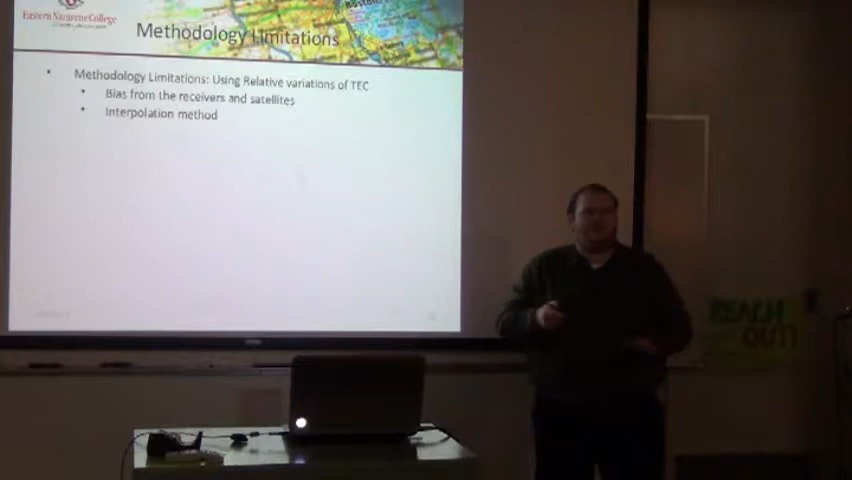 Eastern Nazarene College
Methodology Limitations
Boston
• Methodology Limitations: Using Relative variations of TEC
• Bias from the receivers and satellites
• Interpolation method
REACH
OUT!